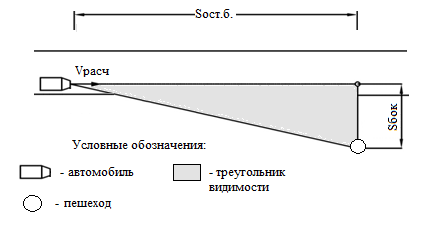 Sост.б.
Vрасч
Sбок
Условные обозначения:
- автомобиль
- треугольник
видимости
- пешеход